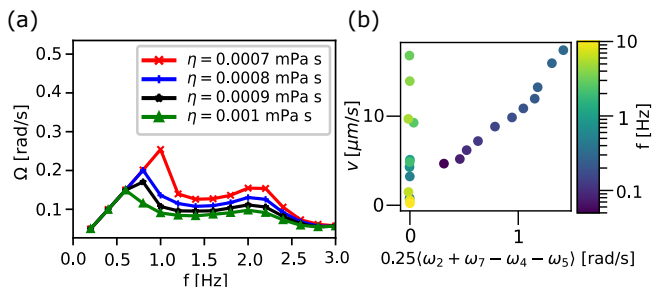 (a)
0.5
0.4
0.3
0.2
0.1
Ω [rad/s]
η = 0.0007 mPa s
η = 0.0008 mPa s
η = 0.0009 mPa s
η = 0.001 mPa s
0.0 0.5 1.0 1.5 2.0 2.5 3.0
f [Hz]
(b)
10
0
v [μm/s]
0 1
0.25⟨ω₂ + ω₇ − ω₄ − ω₅⟩ [rad/s]
10
1
0.1
f [Hz]